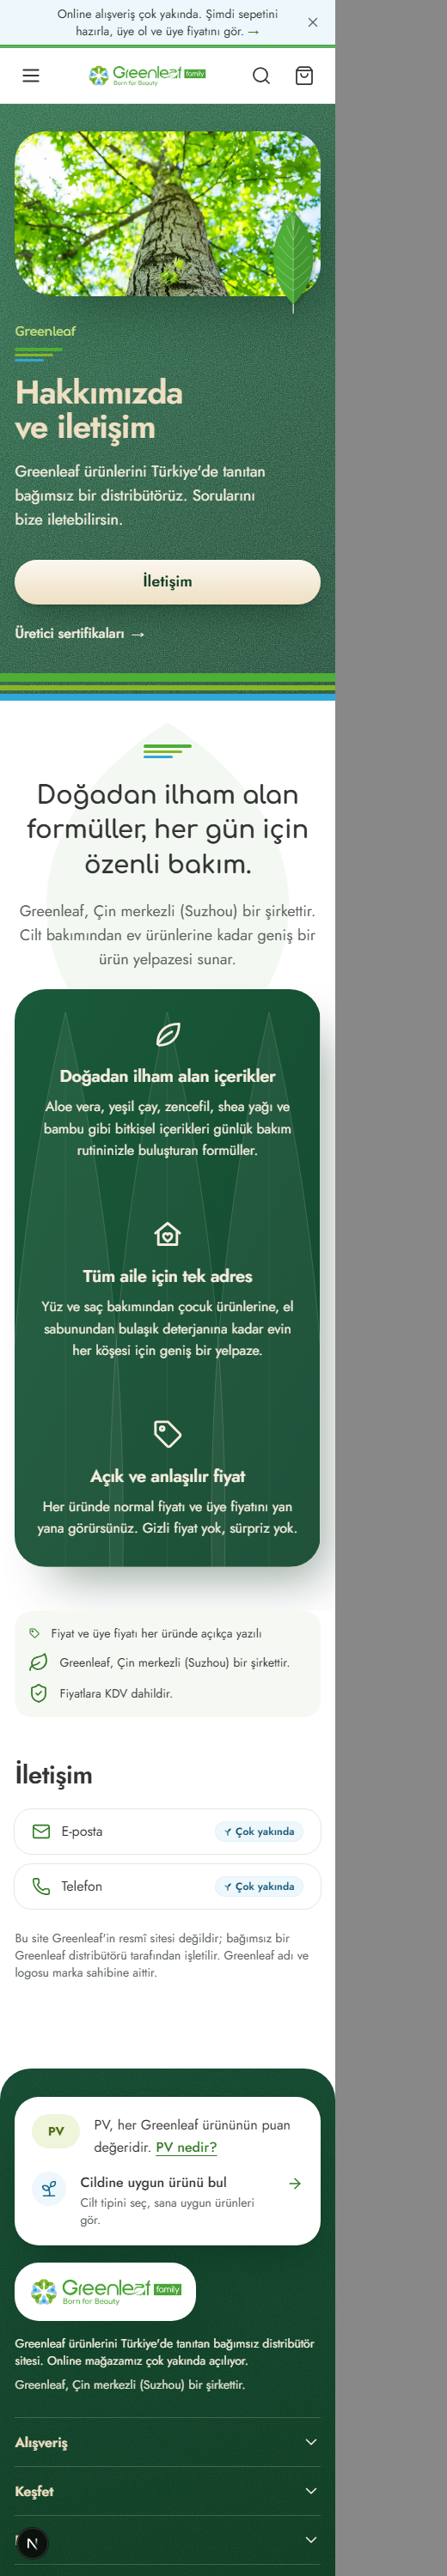 Online alışveriş çok yakında. Şimdi sepetini
hazırla, üye ol ve üye fiyatını gör. →
Greenleaf family
Born for Beauty
Greenleaf
Hakkımızda
ve iletişim
Greenleaf ürünlerini Türkiye'de tanıtan
bağımsız bir distribütörüz. Sorularını
bize iletebilirsin.
İletişim
Üretici sertifikaları →
Doğadan ilham alan
formüller, her gün için
özenli bakım.
Greenleaf, Çin merkezli (Suzhou) bir şirkettir.
Cilt bakımından ev ürünlerine kadar geniş bir
ürün yelpazesi sunar.
Doğadan ilham alan içerikler
Aloe vera, yeşil çay, zencefil, shea yağı ve
bambu gibi bitkisel içerikleri günlük bakım
rutininizle buluşturan formüller.
Tüm aile için tek adres
Yüz ve saç bakımından çocuk ürünlerine, el
sabunundan bulaşık deterjanına kadar evin
her köşesi için geniş bir yelpaze.
Açık ve anlaşılır fiyat
Her üründe normal fiyatı ve üye fiyatını yan
yana görürsünüz. Gizli fiyat yok, sürpriz yok.
Fiyat ve üye fiyatı her üründe açıkça yazılı
Greenleaf, Çin merkezli (Suzhou) bir şirkettir.
Fiyatlara KDV dahildir.
İletişim
E-posta
Çok yakında
Telefon
Çok yakında
Bu site Greenleaf'in resmî sitesi değildir; bağımsız bir
Greenleaf distribütörü tarafından işletilir. Greenleaf adı ve
logosu marka sahibine aittir.
PV
PV, her Greenleaf ürününün puan
değeridir. PV nedir?
Cildine uygun ürünü bul
Cilt tipini seç, sana uygun ürünleri
gör.
Greenleaf family
Born for Beauty
Greenleaf ürünlerini Türkiye'de tanıtan bağımsız distribütör
sitesi. Online mağazamız çok yakında açılıyor.
Greenleaf, Çin merkezli (Suzhou) bir şirkettir.
Alışveriş
Keşfet
N